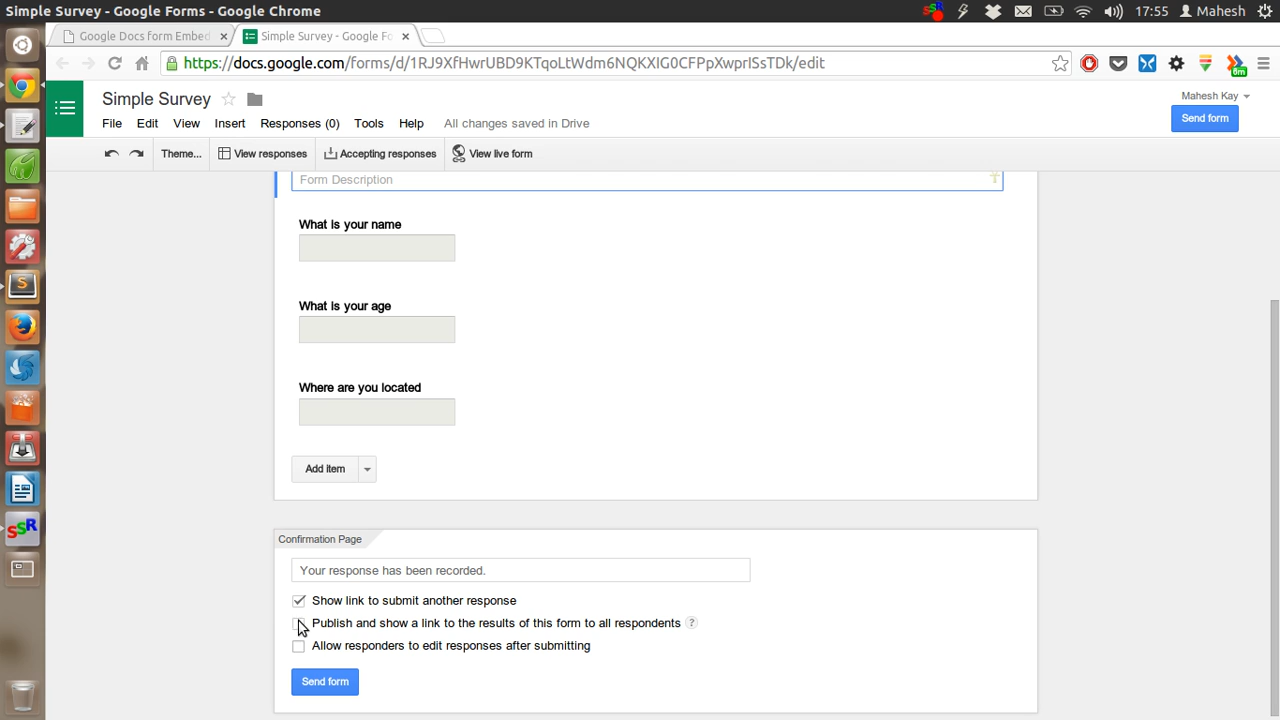 Simple Survey - Google Forms - Google Chrome
17:55 Mahesh
Google Docs form Embed
Simple Survey - Google Fo
https://docs.google.com/forms/d/1RJ9XfHwrUBD9KTqoLtWdm6NQKXIG0CFPpXwprISsTDk/edit
8m
Simple Survey
Mahesh Kay
File Edit View Insert Responses (0) Tools Help All changes saved in Drive
Send form
Theme... View responses Accepting responses View live form
Form Description
What is your name
What is your age
Where are you located
Add item
Confirmation Page
Your response has been recorded.
Show link to submit another response
Publish and show a link to the results of this form to all respondents ?
Allow responders to edit responses after submitting
Send form